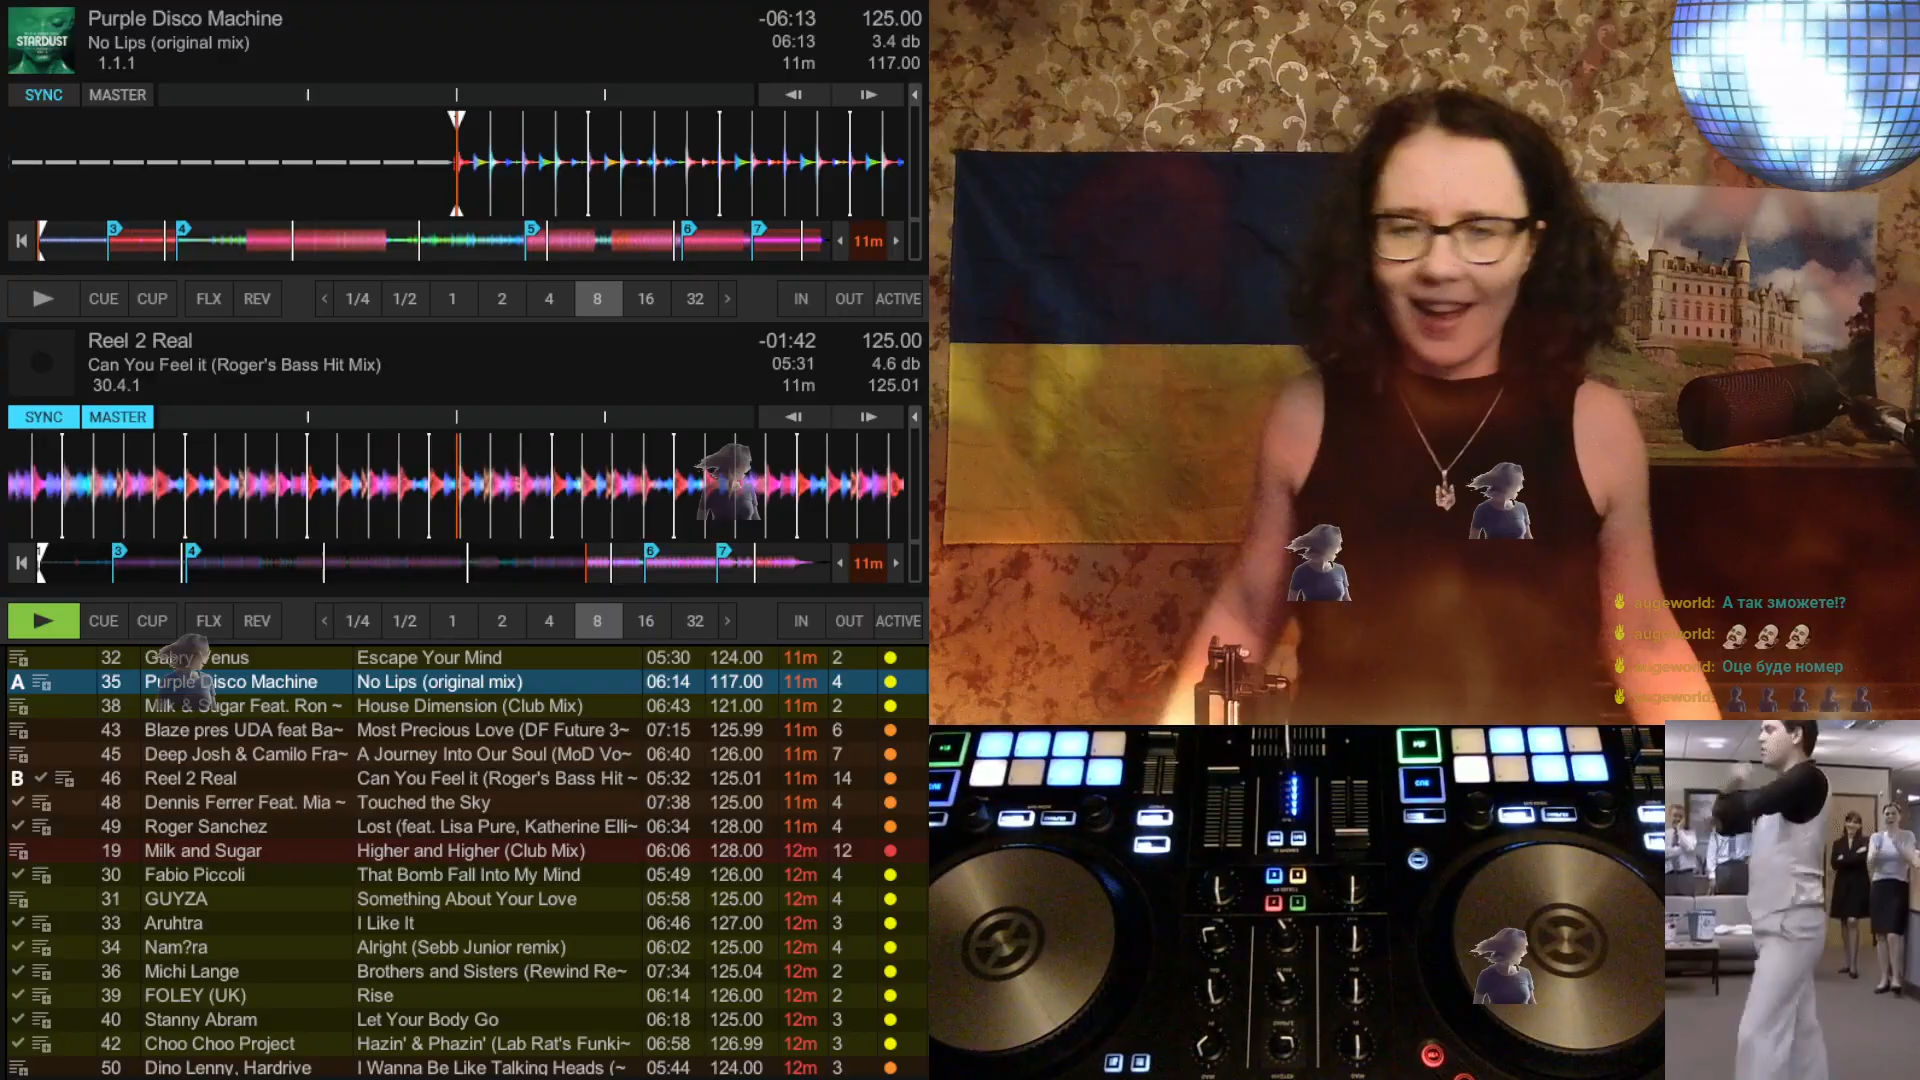 STARDUST
Purple Disco Machine -06:13 125.00
No Lips (original mix) 06:13 3.4 db
1.1.1 11m 117.00
SYNC MASTER
3 4 5 6 7 11m
CUE CUP FLX REV 1/4 1/2 1 2 4 8 16 32 IN OUT ACTIVE
Reel 2 Real -01:42 125.00
Can You Feel it (Roger's Bass Hit Mix) 05:31 4.6 db
30.4.1 11m 125.01
SYNC MASTER
1 3 4 6 7 11m
CUE CUP FLX REV 1/4 1/2 1 2 4 8 16 32 IN OUT ACTIVE
32 Gabry Venus Escape Your Mind 05:30 124.00 11m 2
A 35 Purple Disco Machine No Lips (original mix) 06:14 117.00 11m 4
38 Milk & Sugar Feat. Ron ~ House Dimension (Club Mix) 06:43 121.00 11m 2
43 Blaze pres UDA feat Ba~ Most Precious Love (DF Future 3~ 07:15 125.99 11m 6
45 Deep Josh & Camilo Fra~ A Journey Into Our Soul (MoD Vo~ 06:40 126.00 11m 7
B 46 Reel 2 Real Can You Feel it (Roger's Bass Hit ~ 05:32 125.01 11m 14
48 Dennis Ferrer Feat. Mia ~ Touched the Sky 07:38 125.00 11m 4
49 Roger Sanchez Lost (feat. Lisa Pure, Katherine Elli~ 06:34 128.00 11m 4
19 Milk and Sugar Higher and Higher (Club Mix) 06:06 128.00 12m 12
30 Fabio Piccoli That Bomb Fall Into My Mind 05:49 126.00 12m 4
31 GUYZA Something About Your Love 05:58 125.00 12m 4
33 Aruhtra I Like It 06:46 127.00 12m 3
34 Nam?ra Alright (Sebb Junior remix) 06:02 125.00 12m 4
36 Michi Lange Brothers and Sisters (Rewind Re~ 07:34 125.04 12m 2
39 FOLEY (UK) Rise 06:14 126.00 12m 2
40 Stanny Abram Let Your Body Go 06:18 125.00 12m 3
42 Choo Choo Project Hazin' & Phazin' (Lab Rat's Funki~ 06:58 126.99 12m 3
50 Dino Lenny, Hardrive I Wanna Be Like Talking Heads (~ 05:44 124.00 12m 3
augeworld: А так зможете!?
augeworld:
augeworld: Оце буде номер
augeworld: